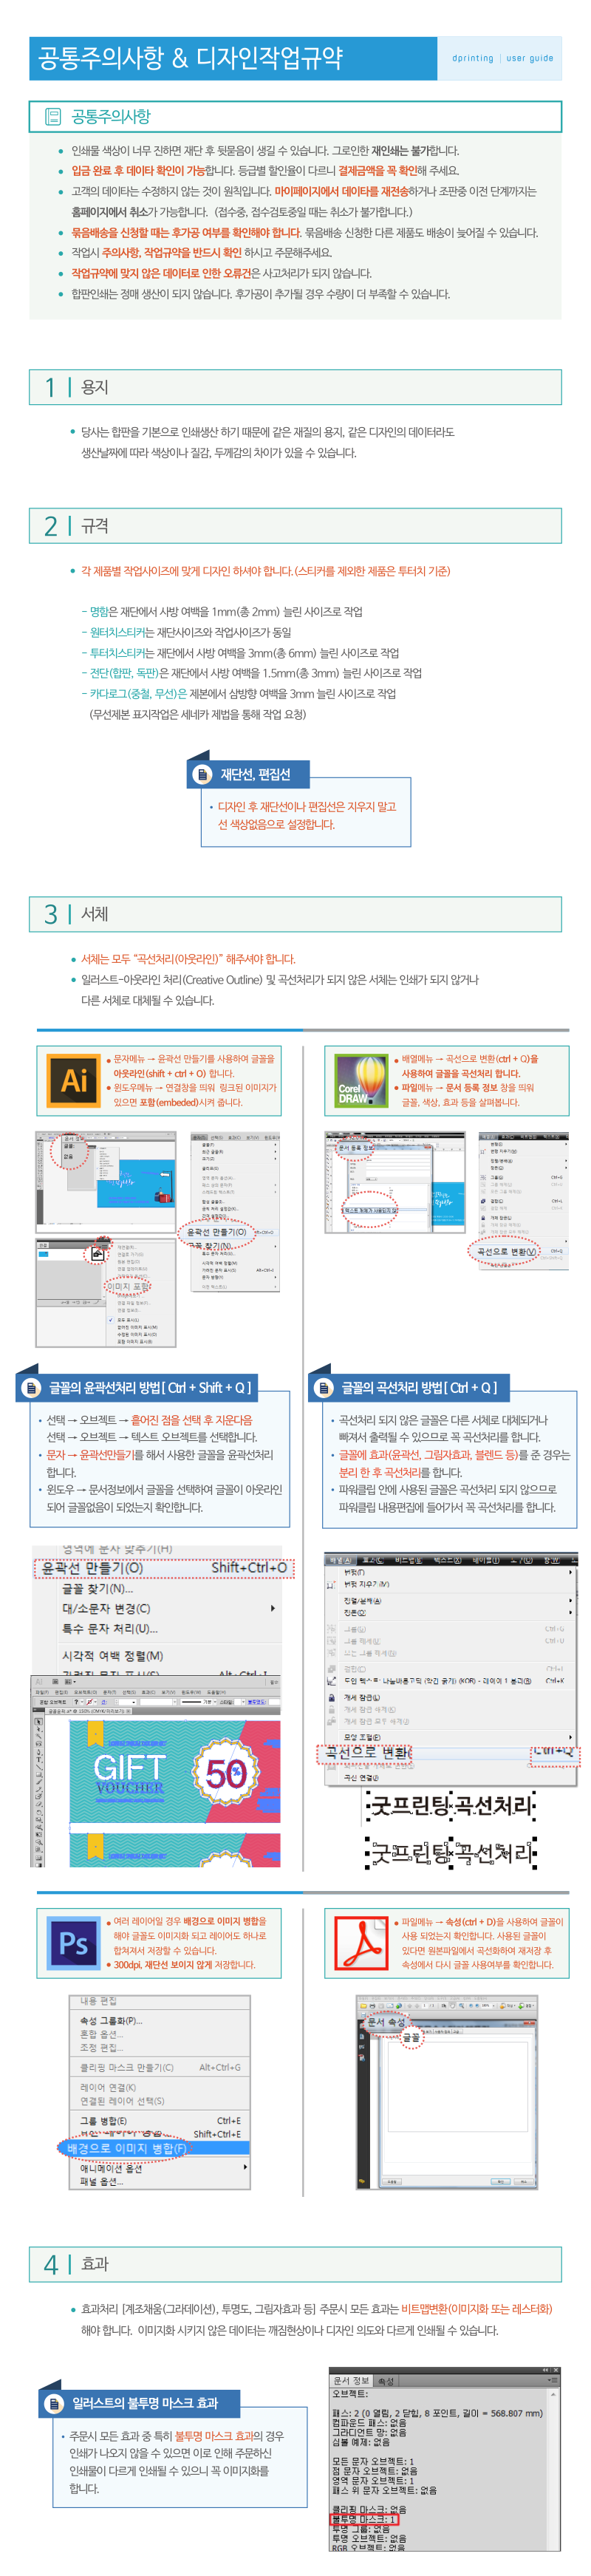 공통주의사항 & 디자인작업규약
dprinting | user guide
공통주의사항
인쇄물 색상이 너무 진하면 재단 후 뒷묻음이 생길 수 있습니다. 그로인한 재인쇄는 불가합니다.
입금 완료 후 데이타 확인이 가능합니다. 등급별 할인율이 다르니 결제금액을 꼭 확인해 주세요.
고객의 데이타는 수정하지 않는 것이 원칙입니다. 마이페이지에서 데이타를 재전송하거나 조판중 이전 단계까지는
홈페이지에서 취소가 가능합니다. (접수중, 접수검토중일 때는 취소가 불가합니다.)
묶음배송을 신청할 때는 후가공 여부를 확인해야 합니다. 묶음배송 신청한 다른 제품도 배송이 늦어질 수 있습니다.
작업시 주의사항, 작업규약을 반드시 확인 하시고 주문해주세요.
작업규약에 맞지 않은 데이터로 인한 오류건은 사고처리가 되지 않습니다.
합판인쇄는 정매 생산이 되지 않습니다. 후가공이 추가될 경우 수량이 더 부족할 수 있습니다.
1 | 용지
당사는 합판을 기본으로 인쇄생산 하기 때문에 같은 재질의 용지, 같은 디자인의 데이터라도
생산날짜에 따라 색상이나 질감, 두께감의 차이가 있을 수 있습니다.
2 | 규격
각 제품별 작업사이즈에 맞게 디자인 하셔야 합니다.(스티커를 제외한 제품은 투터치 기준)
- 명함은 재단에서 사방 여백을 1mm(총 2mm) 늘린 사이즈로 작업
- 원터치스티커는 재단사이즈와 작업사이즈가 동일
- 투터치스티커는 재단에서 사방 여백을 3mm(총 6mm) 늘린 사이즈로 작업
- 전단(합판, 독판)은 재단에서 사방 여백을 1.5mm(총 3mm) 늘린 사이즈로 작업
- 카다로그(중철, 무선)은 제본에서 삼방향 여백을 3mm 늘린 사이즈로 작업
(무선제본 표지작업은 세네카 제법을 통해 작업 요청)
재단선, 편집선
디자인 후 재단선이나 편집선은 지우지 말고
선 색상없음으로 설정합니다.
3 | 서체
서체는 모두 "곡선처리(아웃라인)" 해주셔야 합니다.
일러스트-아웃라인 처리(Creative Outline) 및 곡선처리가 되지 않은 서체는 인쇄가 되지 않거나
다른 서체로 대체될 수 있습니다.
Ai
문자메뉴 → 윤곽선 만들기를 사용하여 글꼴을
아웃라인(shift + ctrl + O) 합니다.
윈도우메뉴 → 연결창을 띄워 링크된 이미지가
있으면 포함(embeded)시켜 줍니다.
Corel
DRAW
배열메뉴 → 곡선으로 변환(ctrl + Q)을
사용하여 글꼴을 곡선처리 합니다.
파일메뉴 → 문서 등록 정보 창을 띄워
글꼴, 색상, 효과 등을 살펴봅니다.
윤곽선 만들기(O)
이미지 포함
문서 등록 정보
곡선으로 변환(V)
글꼴의 윤곽선처리 방법[ Ctrl + Shift + Q ]
선택 → 오브젝트 → 흩어진 점을 선택 후 지운다음
선택 → 오브젝트 → 텍스트 오브젝트를 선택합니다.
문자 → 윤곽선만들기를 해서 사용한 글꼴을 윤곽선처리
합니다.
윈도우 → 문서정보에서 글꼴을 선택하여 글꼴이 아웃라인
되어 글꼴없음이 되었는지 확인합니다.
글꼴의 곡선처리 방법[ Ctrl + Q ]
곡선처리 되지 않은 글꼴은 다른 서체로 대체되거나
빠져서 출력될 수 있으므로 꼭 곡선처리를 합니다.
글꼴에 효과(윤곽선, 그림자효과, 블렌드 등)를 준 경우는
분리 한 후 곡선처리를 합니다.
파워클립 안에 사용된 글꼴은 곡선처리 되지 않으므로
파워클립 내용편집에 들어가서 꼭 곡선처리를 합니다.
영역에 문자 맞추기(H)
윤곽선 만들기(O) Shift+Ctrl+O
글꼴 찾기(N)...
대/소문자 변경(C)
특수 문자 처리(U)...
시각적 여백 정렬(M)
GIFT
VOUCHER
50%
곡선으로 변환(
Ctrl+Q
굿프린팅 곡선처리
굿프린팅 곡선처리
Ps
여러 레이어일 경우 배경으로 이미지 병합을
해야 글꼴도 이미지화 되고 레이어도 하나로
합쳐져서 저장할 수 있습니다.
300dpi, 재단선 보이지 않게 저장합니다.
파일메뉴 → 속성(ctrl + D)을 사용하여 글꼴이
사용 되었는지 확인합니다. 사용된 글꼴이
있다면 원본파일에서 곡선화하여 재저장 후
속성에서 다시 글꼴 사용여부를 확인합니다.
내용 편집
속성 그룹화(P)...
혼합 옵션...
조정 편집...
클리핑 마스크 만들기(C) Alt+Ctrl+G
레이어 연결(K)
연결된 레이어 선택(S)
그룹 병합(E) Ctrl+E
Shift+Ctrl+E
배경으로 이미지 병합(F)
애니메이션 옵션
패널 옵션...
문서 속성
글꼴
4 | 효과
효과처리 [계조채움(그라데이션), 투명도, 그림자효과 등] 주문시 모든 효과는 비트맵변환(이미지화 또는 레스터화)
해야 합니다. 이미지화 시키지 않은 데이터는 깨짐현상이나 디자인 의도와 다르게 인쇄될 수 있습니다.
일러스트의 불투명 마스크 효과
주문시 모든 효과 중 특히 불투명 마스크 효과의 경우
인쇄가 나오지 않을 수 있으면 이로 인해 주문하신
인쇄물이 다르게 인쇄될 수 있으니 꼭 이미지화를
합니다.
문서 정보 속성
오브젝트:
패스: 2 (0 열림, 2 닫힘, 8 포인트, 길이 = 568.807 mm)
컴파운드 패스: 없음
그라디언트 망: 없음
심볼 예제: 없음
모든 문자 오브젝트: 1
점 문자 오브젝트: 없음
영역 문자 오브젝트: 1
패스 위 문자 오브젝트: 없음
클리핑 마스크: 없음
불투명 마스크: 1
투명 그룹: 없음
투명 오브젝트: 없음
RGB 오브젝트: 없음